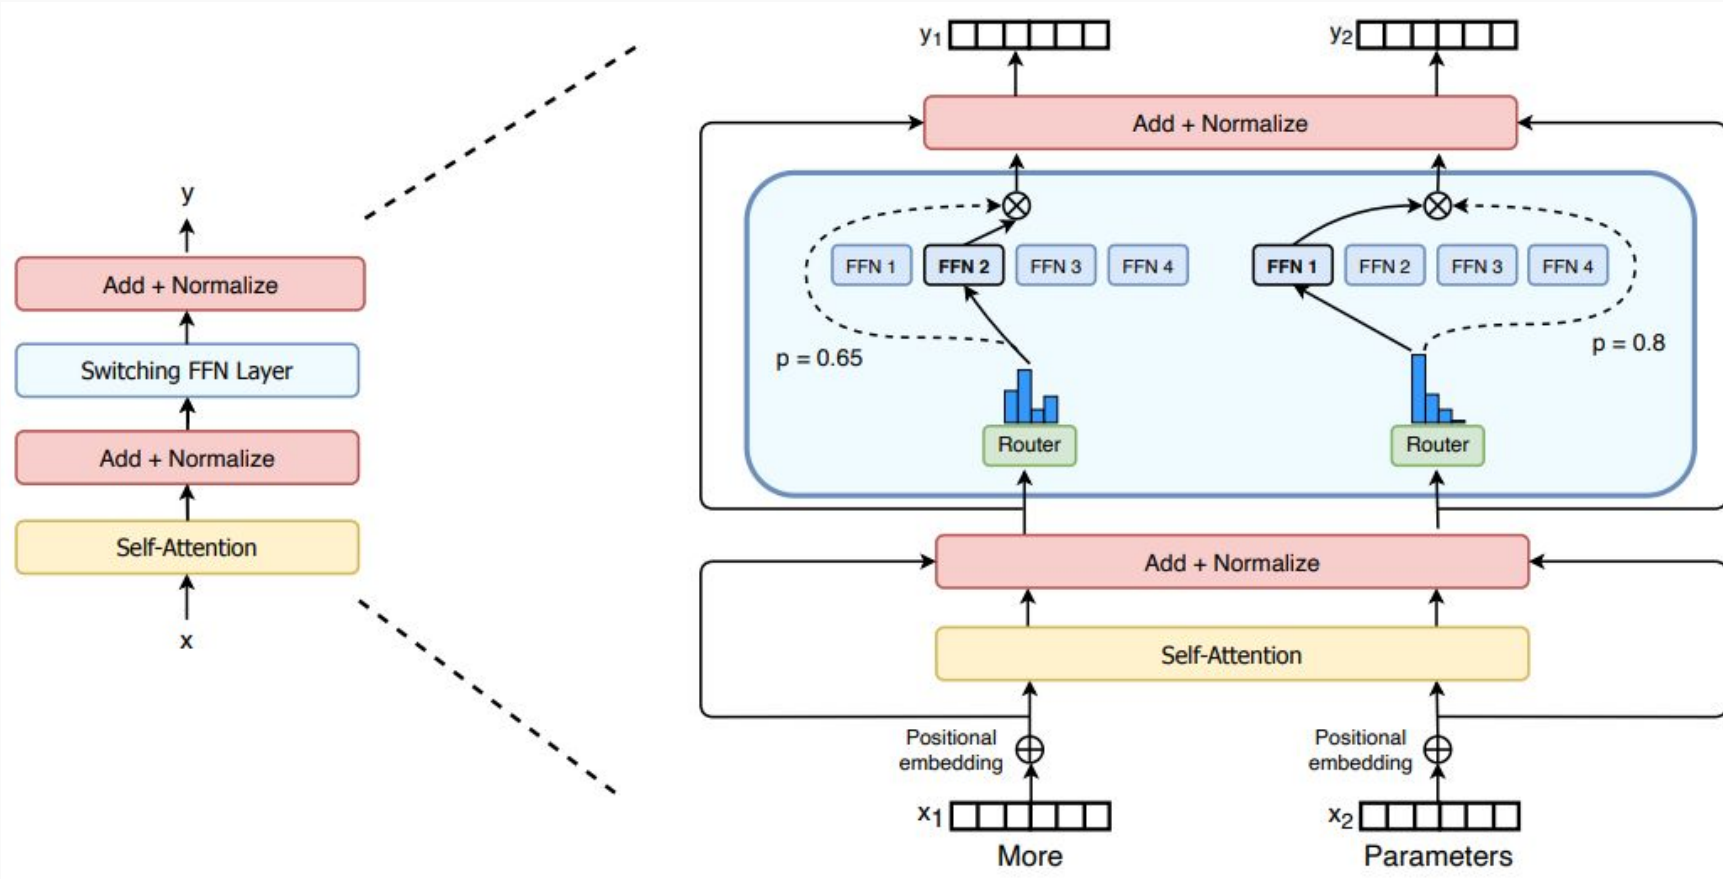 y
Add + Normalize
Switching FFN Layer
Add + Normalize
Self-Attention
x
y1
y2
Add + Normalize
FFN 1
FFN 2
FFN 3
FFN 4
FFN 1
FFN 2
FFN 3
FFN 4
p = 0.65
p = 0.8
Router
Router
Add + Normalize
Self-Attention
Positional
embedding
Positional
embedding
x1
x2
More
Parameters